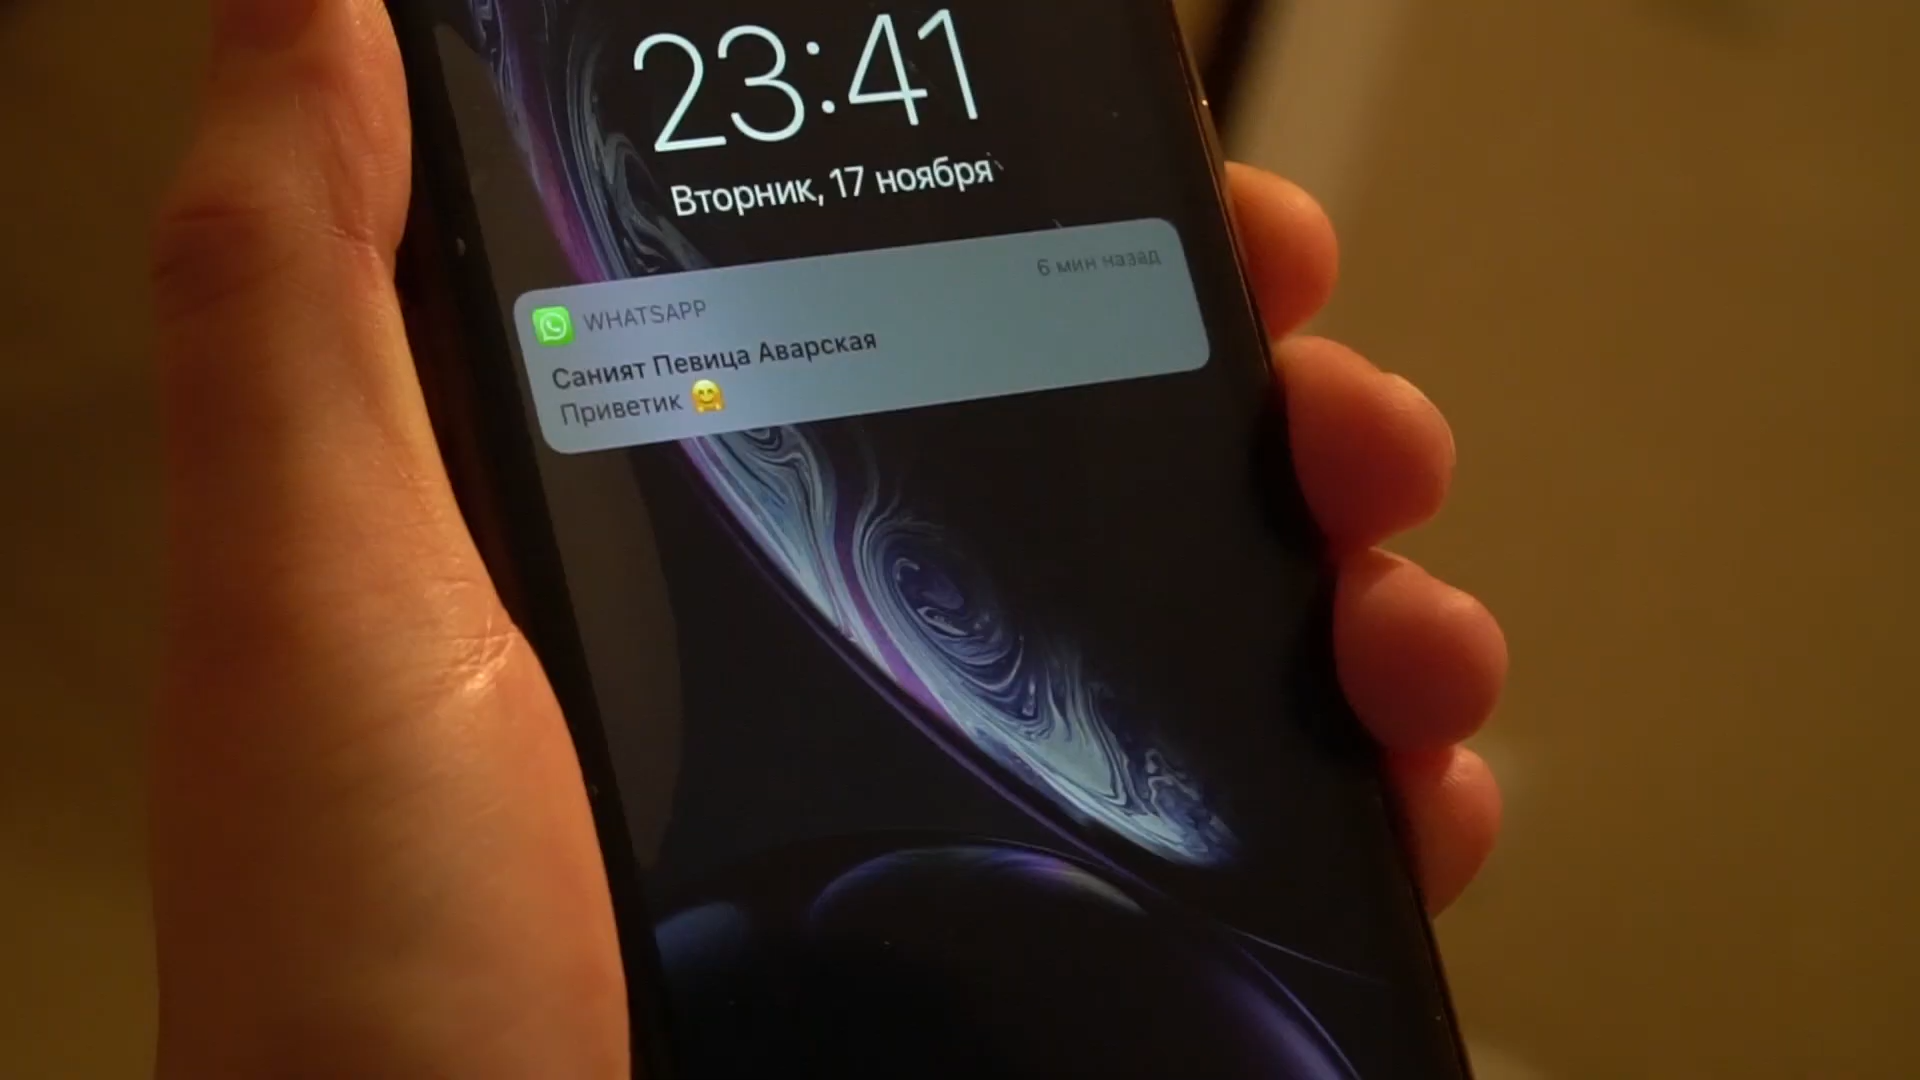 23:41
Вторник, 17 ноября
6 мин назад
WHATSAPP
Саният Певица Аварская
Приветик 🤗